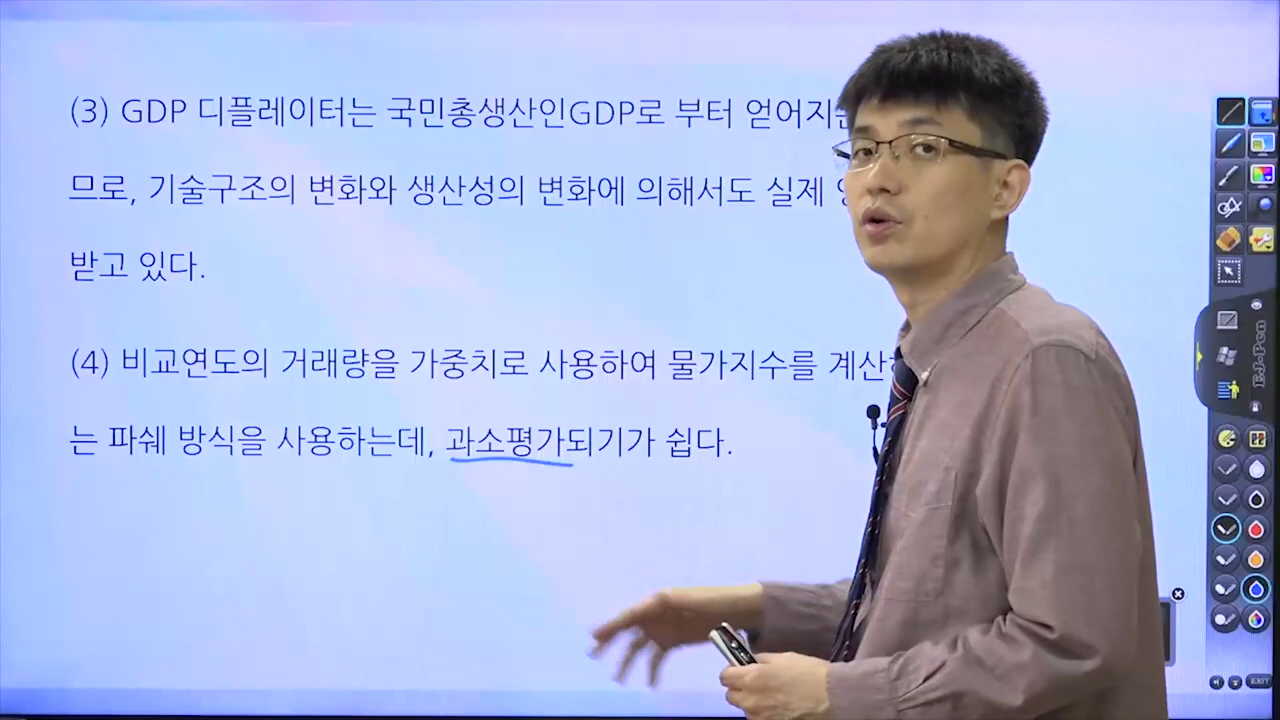 (3) GDP 디플레이터는 국민총생산인GDP로 부터 얻어지
므로, 기술구조의 변화와 생산성의 변화에 의해서도 실제
받고 있다.
(4) 비교연도의 거래량을 가중치로 사용하여 물가지수를 계산
는 파쉐 방식을 사용하는데, 과소평가되기가 쉽다.
EJ-Pen
EXIT